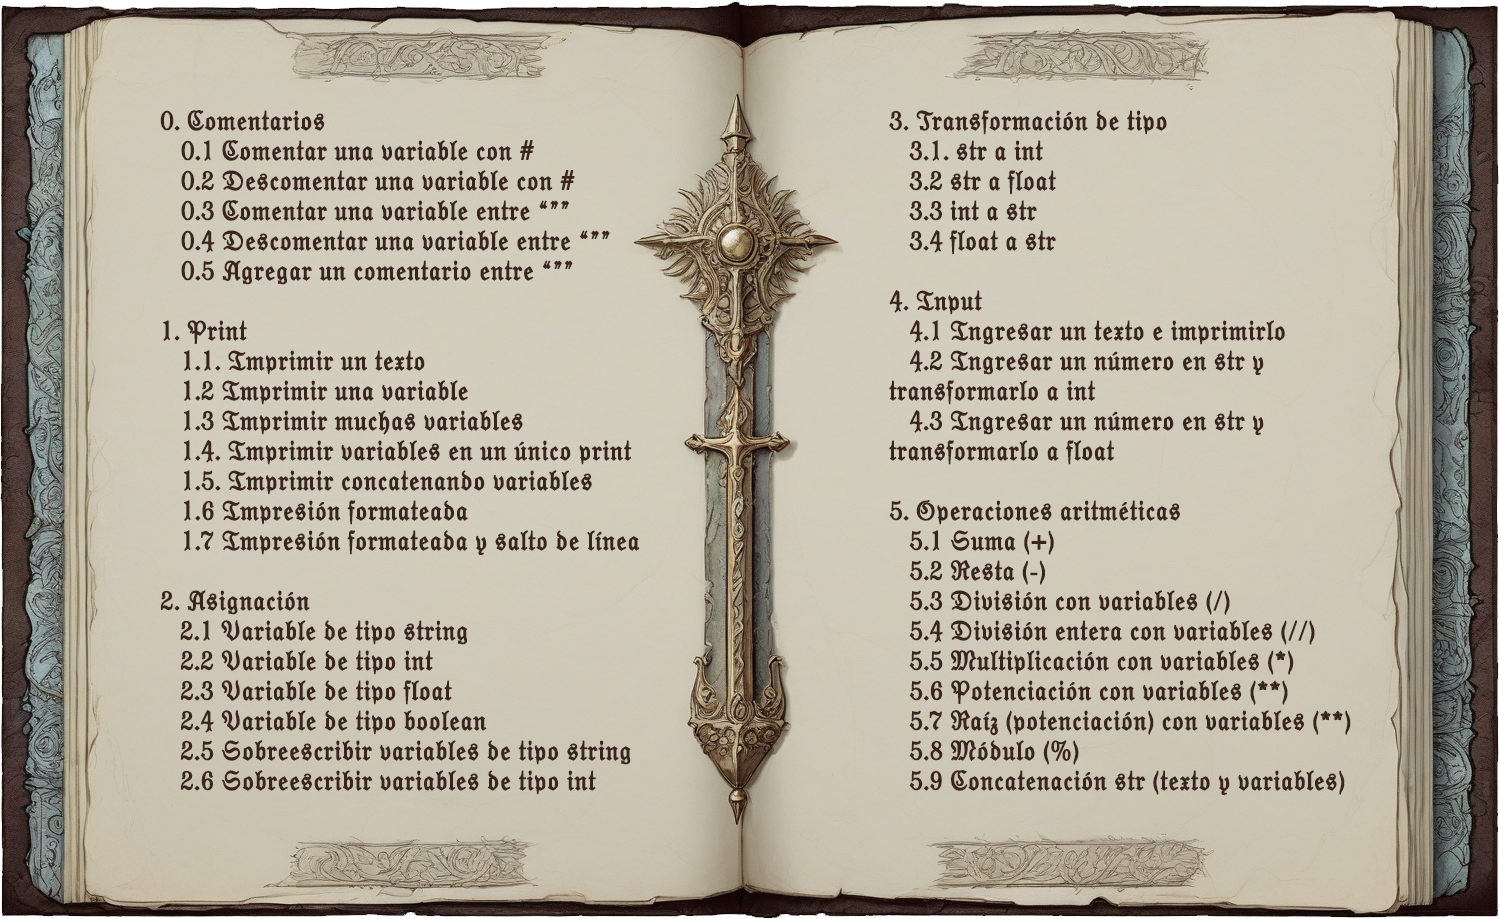 0. Comentarios
0.1 Comentar una variable con #
0.2 Descomentar una variable con #
0.3 Comentar una variable entre “””
0.4 Descomentar una variable entre “””
0.5 Agregar un comentario entre “””
1. Print
1.1. Imprimir un texto
1.2 Imprimir una variable
1.3 Imprimir muchas variables
1.4. Imprimir variables en un único print
1.5. Imprimir concatenando variables
1.6 Impresión formateada
1.7 Impresión formateada y salto de línea
2. Asignación
2.1 Variable de tipo string
2.2 Variable de tipo int
2.3 Variable de tipo float
2.4 Variable de tipo boolean
2.5 Sobreescribir variables de tipo string
2.6 Sobreescribir variables de tipo int
3. Transformación de tipo
3.1. str a int
3.2 str a float
3.3 int a str
3.4 float a str
4. Input
4.1 Ingresar un texto e imprimirlo
4.2 Ingresar un número en str y
transformarlo a int
4.3 Ingresar un número en str y
transformarlo a float
5. Operaciones aritméticas
5.1 Suma (+)
5.2 Resta (-)
5.3 División con variables (/)
5.4 División entera con variables (//)
5.5 Multiplicación con variables (*)
5.6 Potenciación con variables (**)
5.7 Raíz (potenciación) con variables (**)
5.8 Módulo (%)
5.9 Concatenación str (texto y variables)